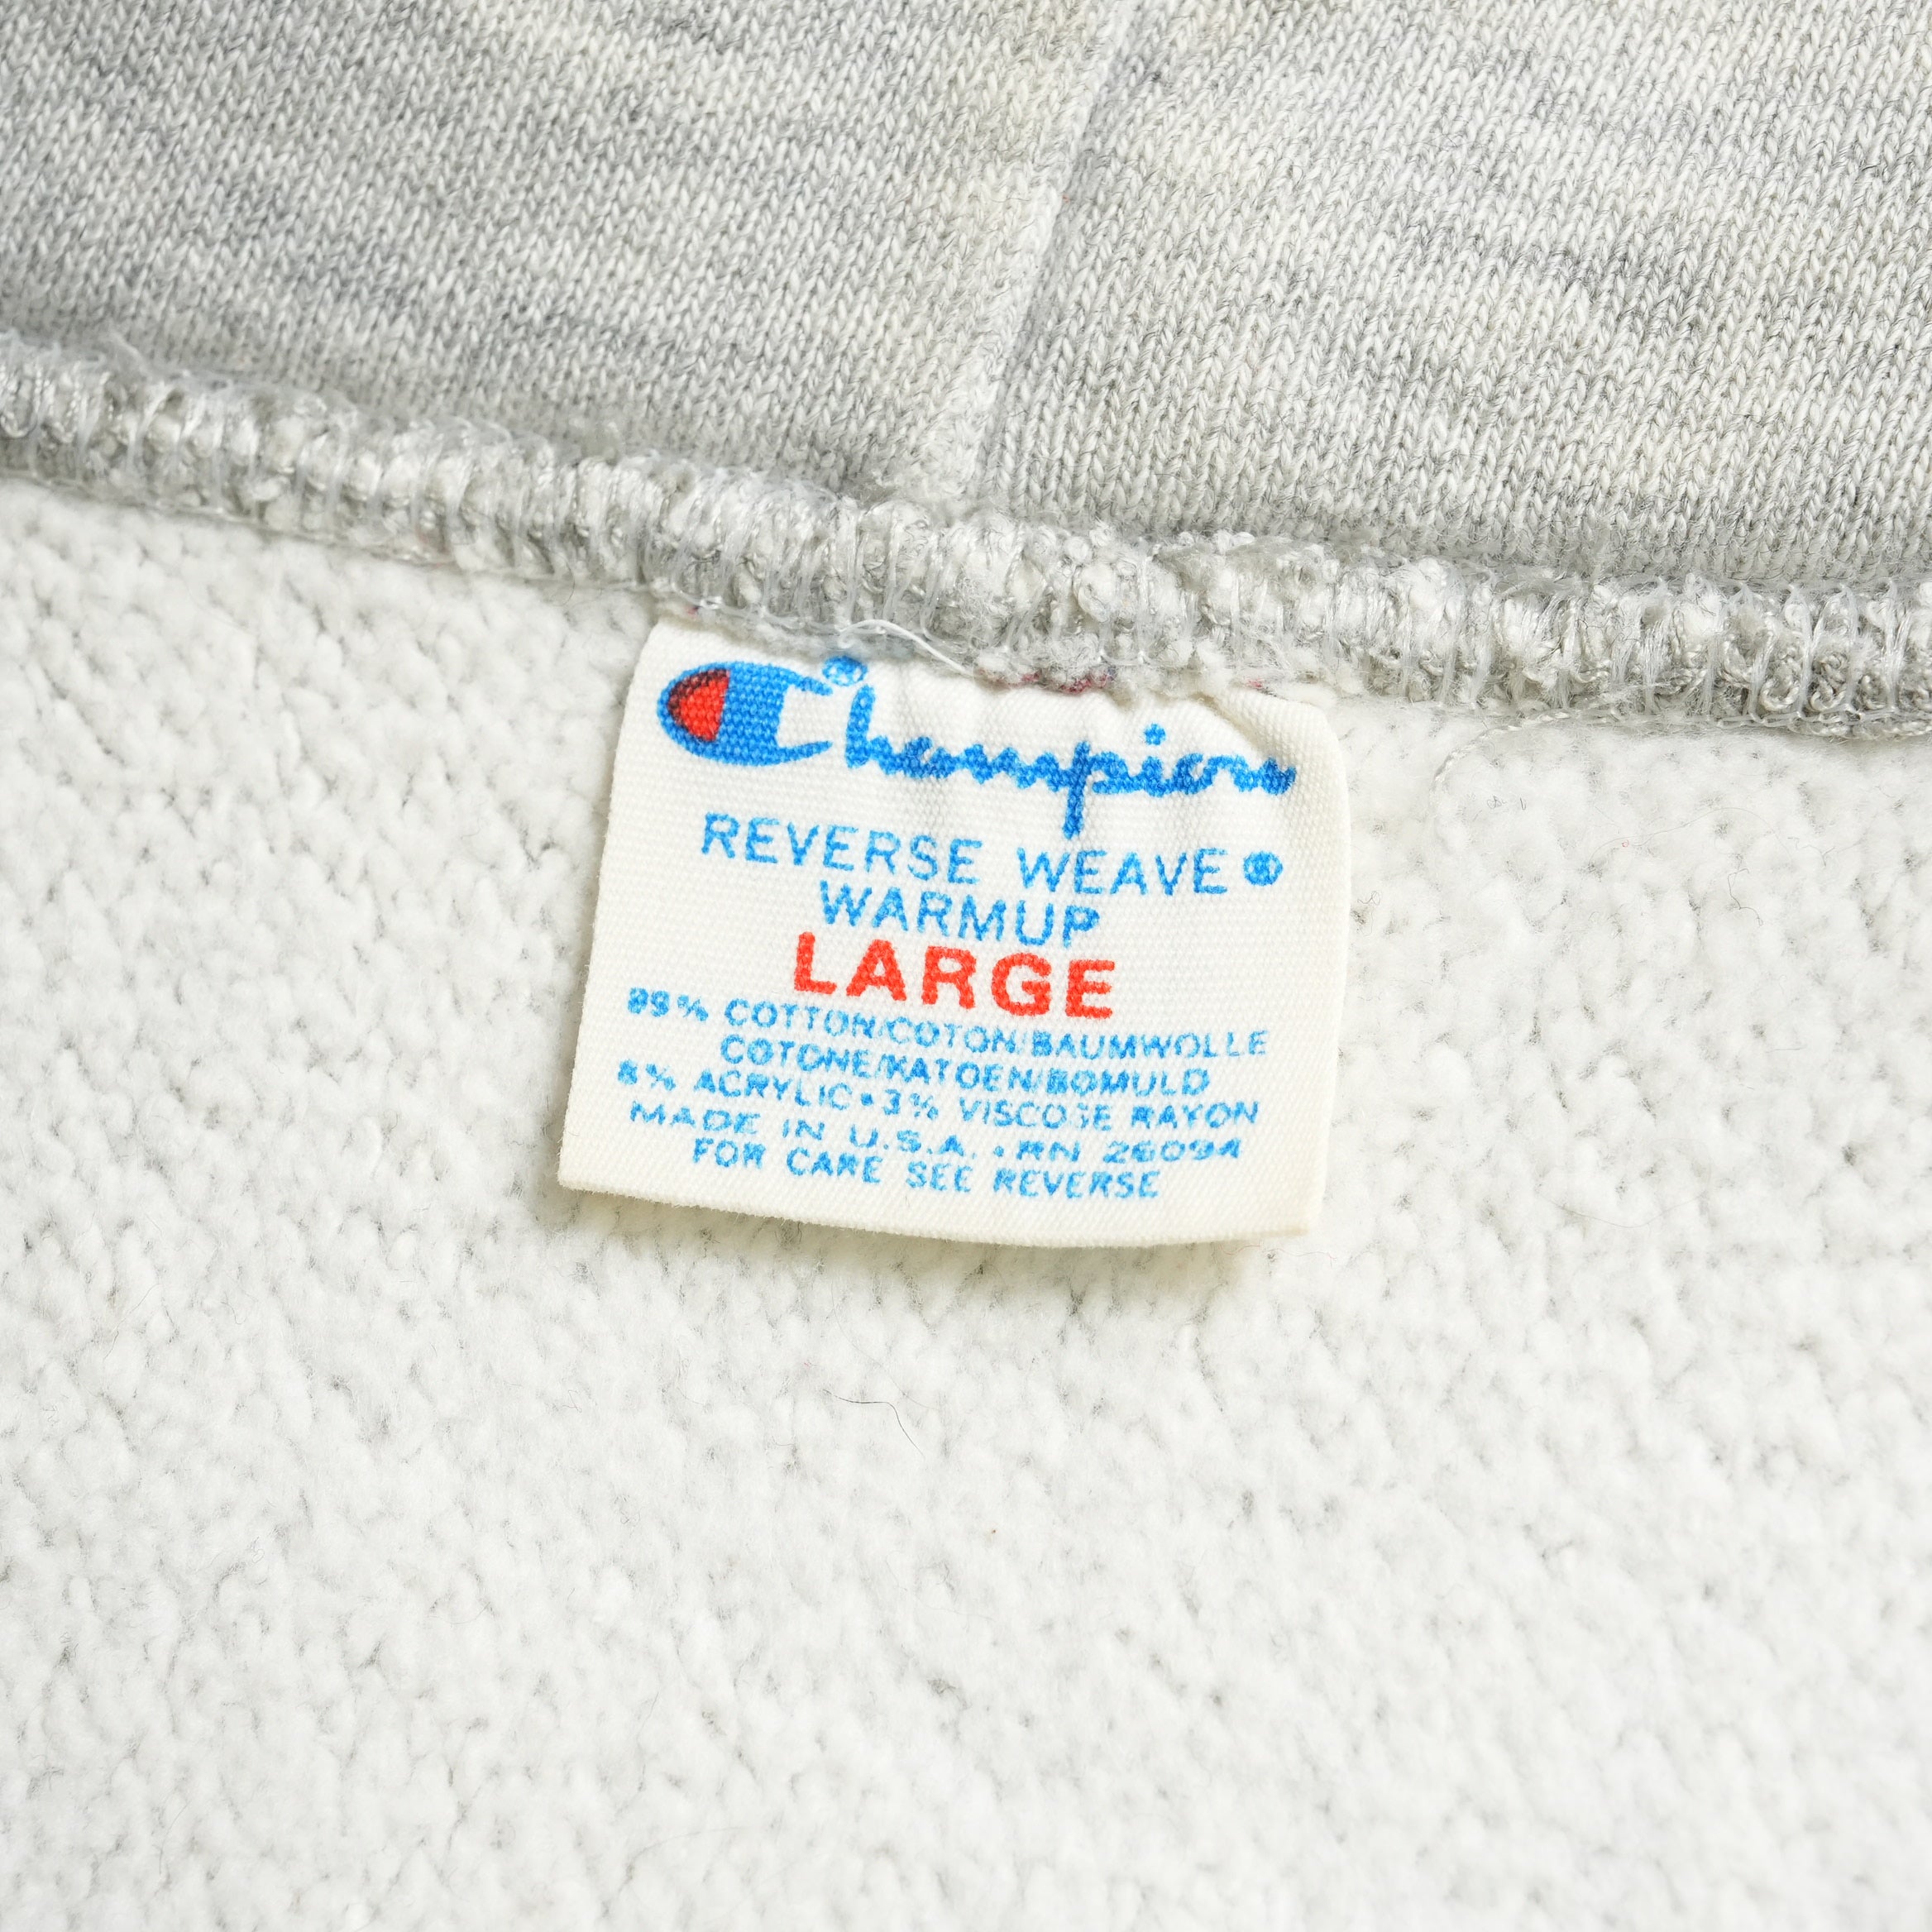 Champion®
REVERSE WEAVE®
WARMUP
LARGE
89% COTTON/COTON/BAUMWOLLE
COTONE/KATOEN/BOMULD
8% ACRYLIC•3% VISCOSE RAYON
MADE IN U.S.A. • RN 26094
FOR CARE SEE REVERSE